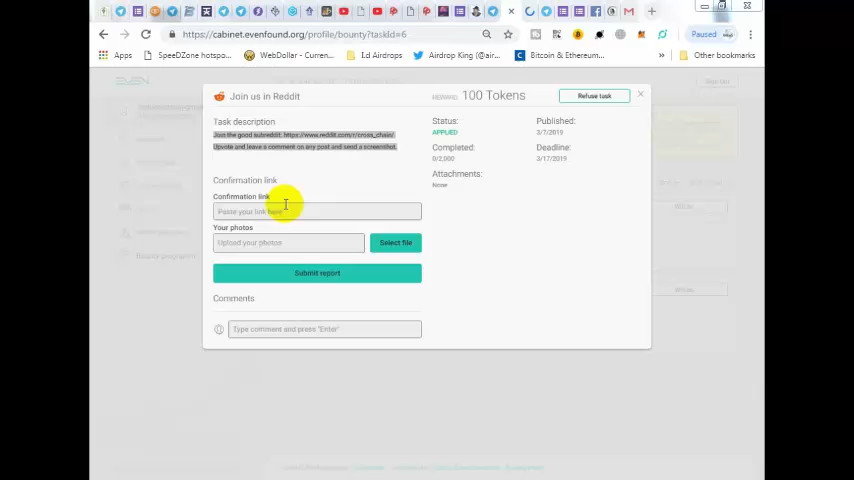 https://cabinet.evenfound.org/profile/bounty?taskId=6
Paused
Apps
SpeeDZone hotspo...
WebDollar - Curren...
Ld Airdrops
Airdrop King (@air...
Bitcoin & Ethereum...
»
Other bookmarks
EVEN
Join us in Reddit
REWARD 100 Tokens
Refuse task
Task description
Join the good subreddit: https://www.reddit.com/r/cross_chain/
Upvote and leave a comment on any post and send a screenshot.
Status:
APPLIED
Published:
3/7/2019
Completed:
0/2,000
Deadline:
3/17/2019
Attachments:
None
Confirmation link
Confirmation link
Paste your link here
Your photos
Upload your photos
Select file
Submit report
Comments
Type comment and press "Enter"
Bounty programm